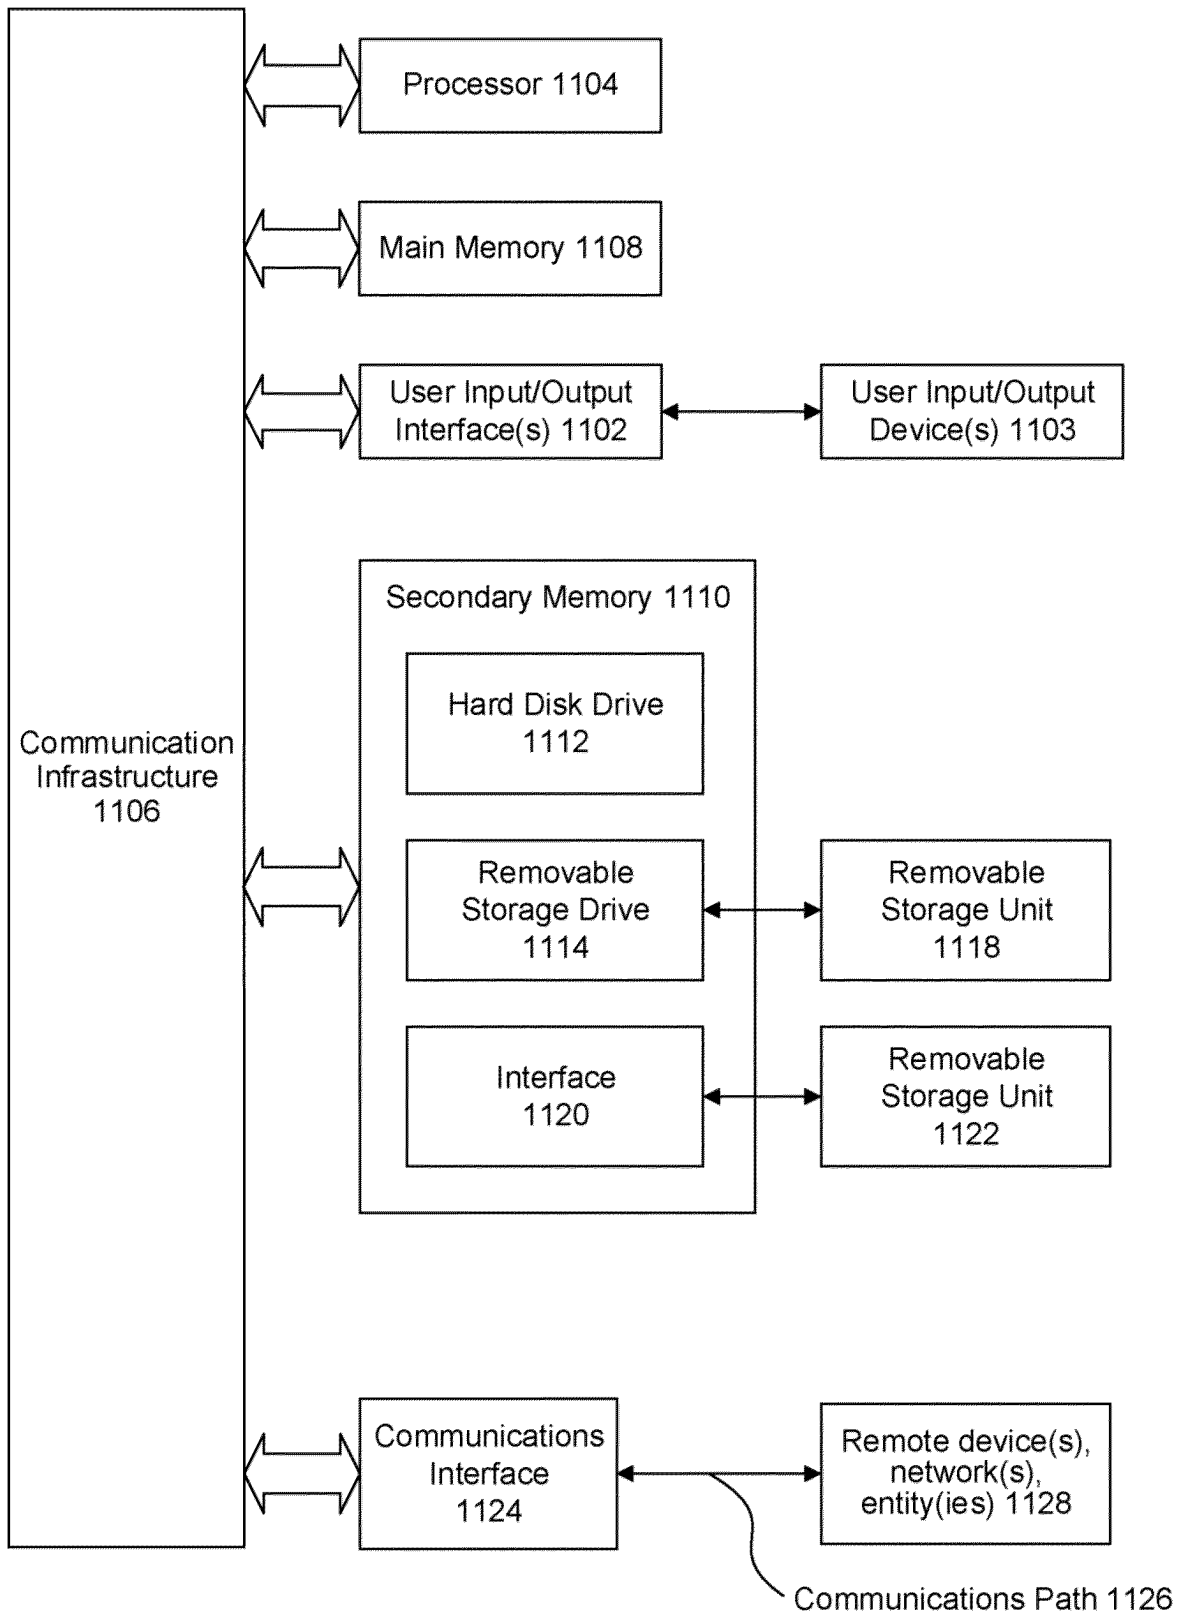 Processor 1104
Main Memory 1108
User Input/Output
Interface(s) 1102
User Input/Output
Device(s) 1103
Secondary Memory 1110
Hard Disk Drive
1112
Communication
Infrastructure
1106
Removable
Storage Drive
1114
Removable
Storage Unit
1118
Interface
1120
Removable
Storage Unit
1122
Communications
Interface
1124
Remote device(s),
network(s),
entity(ies) 1128
Communications Path 1126